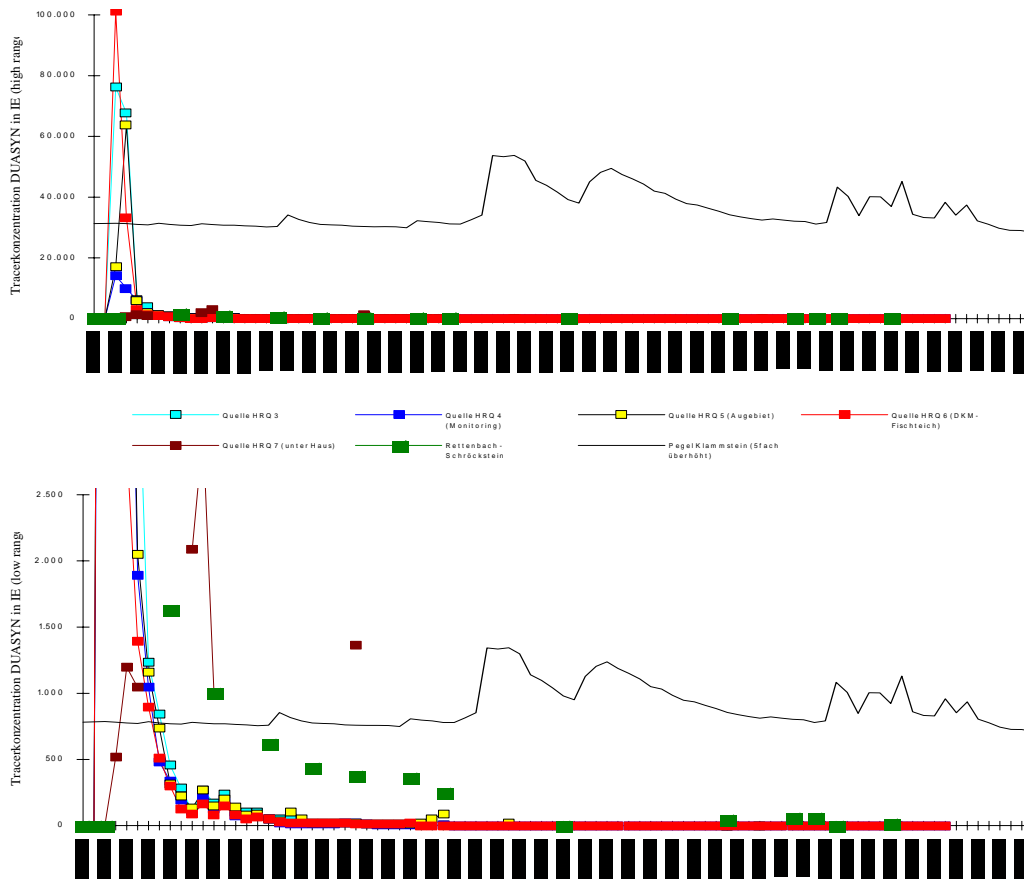 Tracerkonzentration DUASYN in IE (high range
100.000
80.000
60.000
40.000
20.000
0
Quelle HRQ 3
Quelle HRQ 4
(Monitoring)
Quelle HRQ 5 (Augebiet)
Quelle HRQ 6 (DKM-
Fischteich)
Quelle HRQ 7 (unter Haus)
Rettenbach-
Schröckstein
Pegel Klammstein (5fach
überhöht)
Tracerkonzentration DUASYN in IE (low range
2.500
2.000
1.500
1.000
500
0